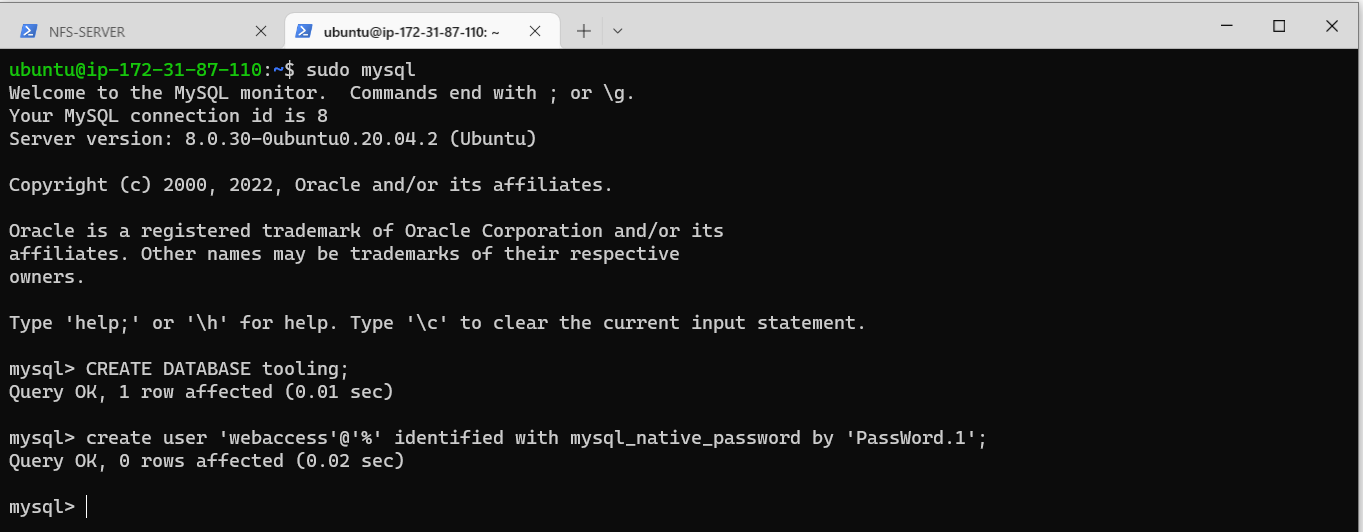 NFS-SERVER
ubuntu@ip-172-31-87-110: ~
ubuntu@ip-172-31-87-110:~$ sudo mysql
Welcome to the MySQL monitor.  Commands end with ; or \g.
Your MySQL connection id is 8
Server version: 8.0.30-0ubuntu0.20.04.2 (Ubuntu)
Copyright (c) 2000, 2022, Oracle and/or its affiliates.
Oracle is a registered trademark of Oracle Corporation and/or its
affiliates. Other names may be trademarks of their respective
owners.
Type 'help;' or '\h' for help. Type '\c' to clear the current input statement.
mysql> CREATE DATABASE tooling;
Query OK, 1 row affected (0.01 sec)
mysql> create user 'webaccess'@'%' identified with mysql_native_password by 'PassWord.1';
Query OK, 0 rows affected (0.02 sec)
mysql>